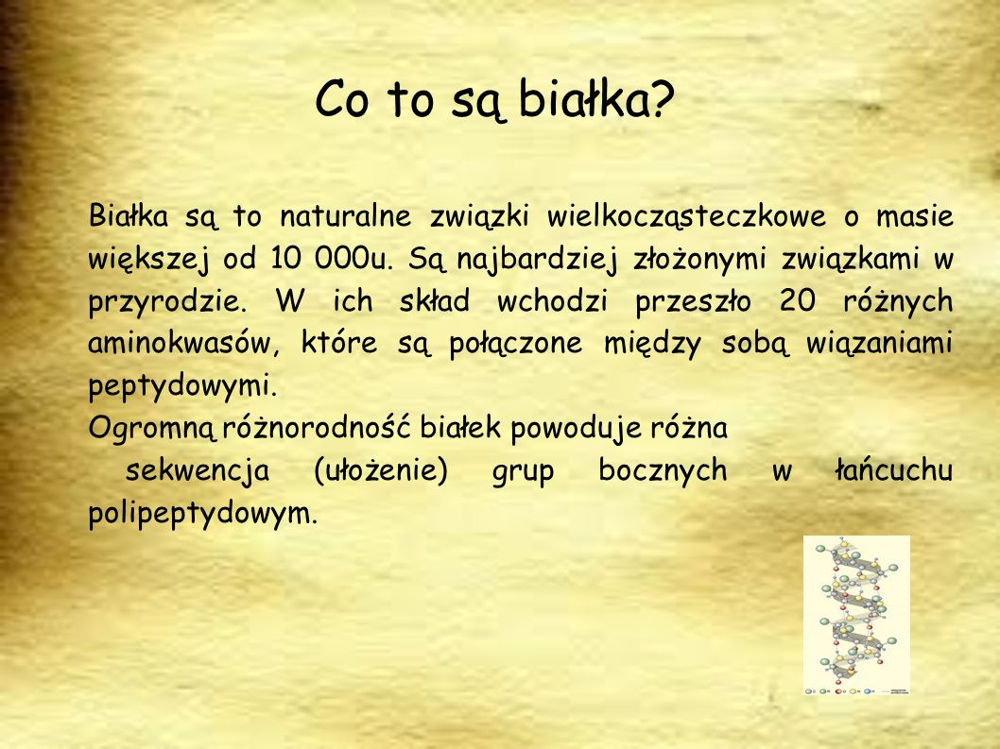 Co to są białka?
Białka są to naturalne związki wielkocząsteczkowe o masie
większej od 10 000u. Są najbardziej złożonymi związkami w
przyrodzie. W ich skład wchodzi przeszło 20 różnych
aminokwasów, które są połączone między sobą wiązaniami
peptydowymi.
Ogromną różnorodność białek powoduje różna
sekwencja (ułożenie) grup bocznych w łańcuchu
polipeptydowym.